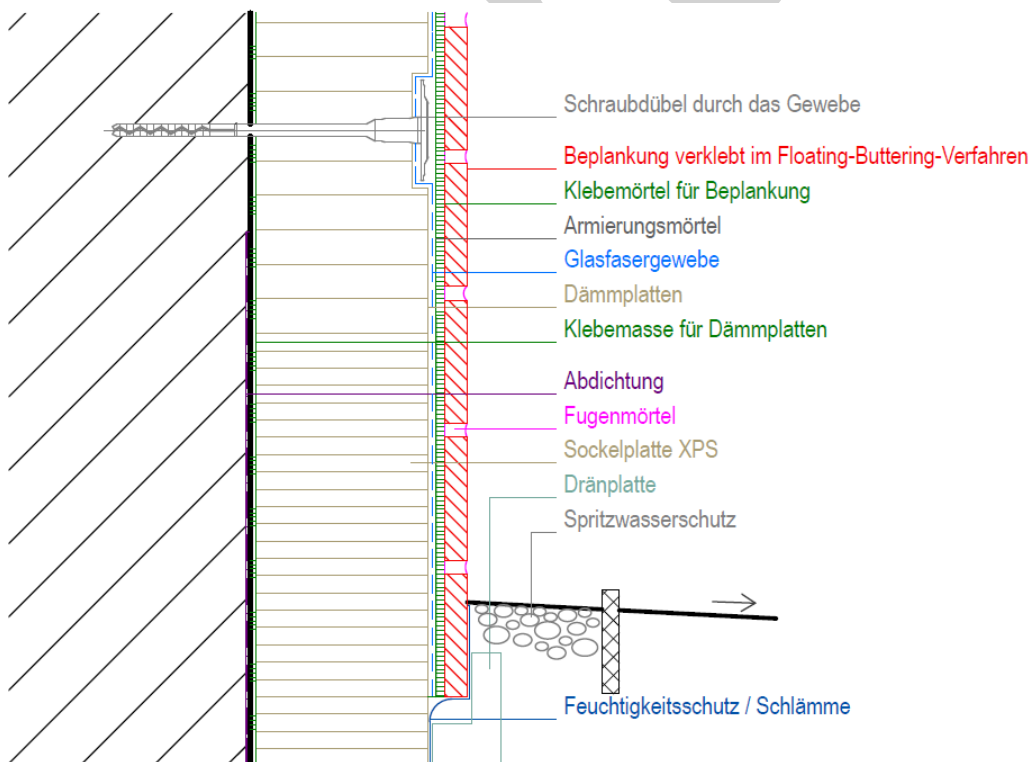 Schraubdübel durch das Gewebe
Beplankung verklebt im Floating-Buttering-Verfahren
Klebemörtel für Beplankung
Armierungsmörtel
Glasfasergewebe
Dämmplatten
Klebemasse für Dämmplatten
Abdichtung
Fugenmörtel
Sockelplatte XPS
Dränplatte
Spritzwasserschutz
Feuchtigkeitsschutz / Schlämme